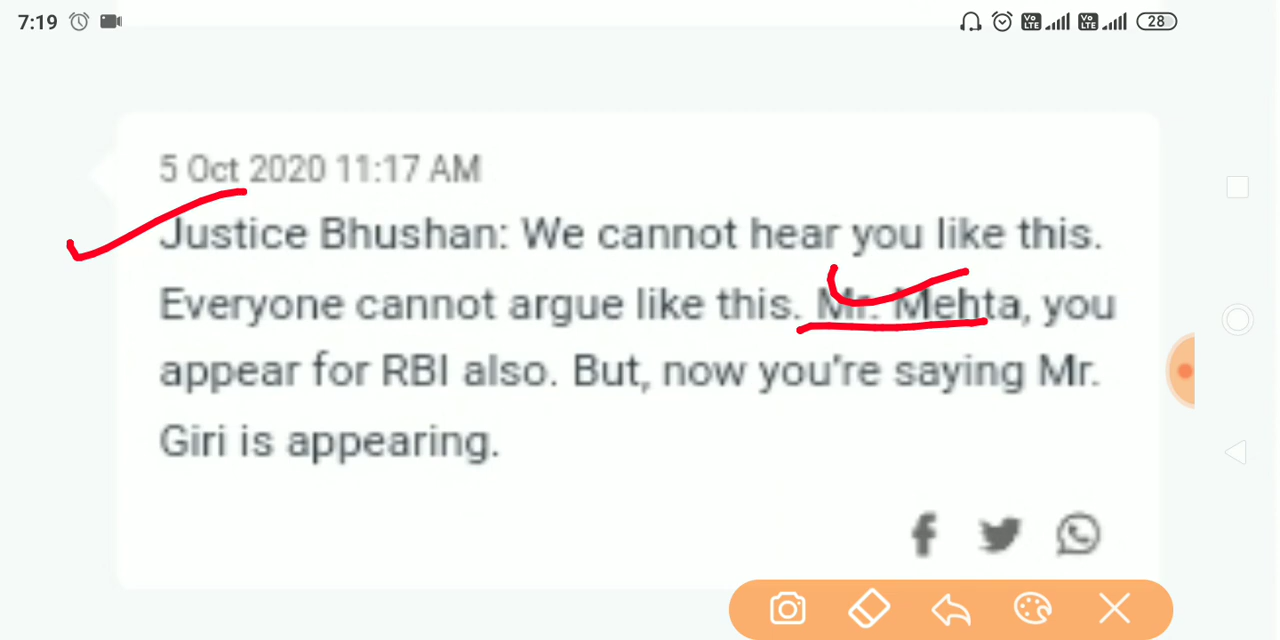 7:19 28
5 Oct 2020 11:17 AM
Justice Bhushan: We cannot hear you like this.
Everyone cannot argue like this. Mr. Mehta, you
appear for RBI also. But, now you're saying Mr.
Giri is appearing.